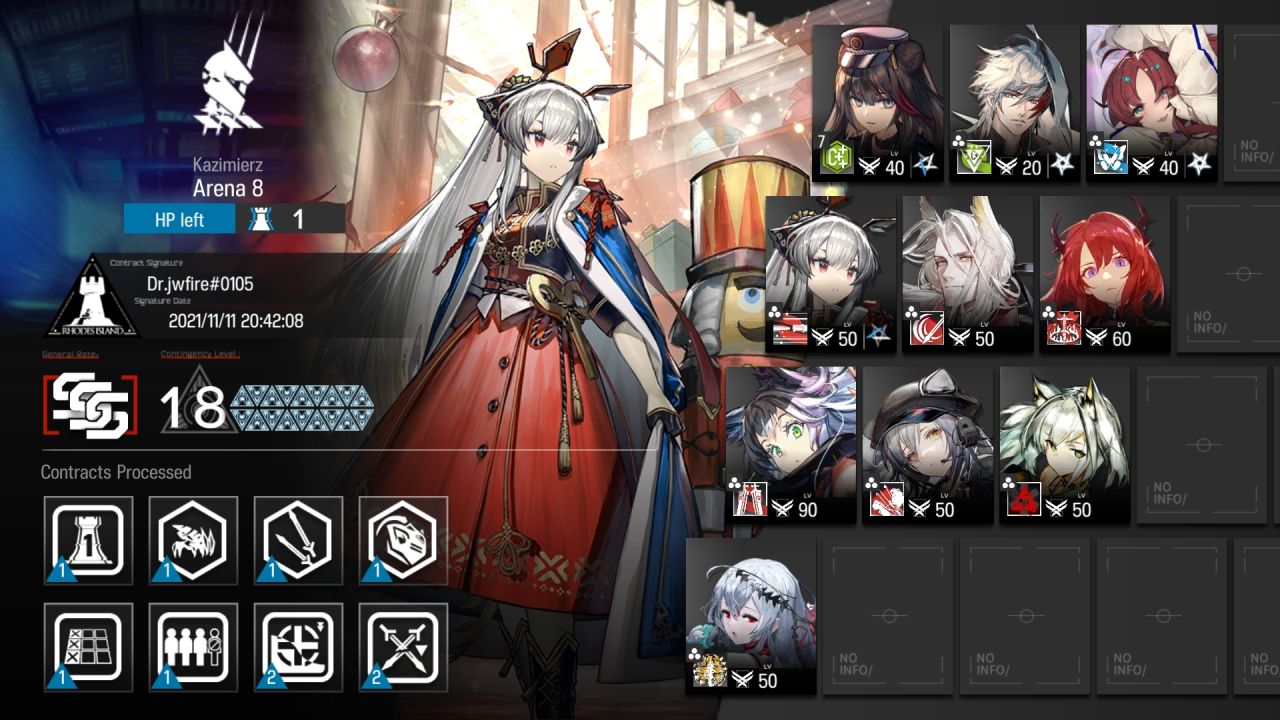 Kazimierz
Arena 8
HP left 1
Contract Signature
Dr.jwfire#0105
Signature Date
2021/11/11 20:42:08
RHODES ISLAND
General Rate:
Contingency Level :
18
Contracts Processed
1
1
1
1
1
1
1
2
2
7
C+
LV
40
LV
20
LV
40
NO
INFO/
LV
50
LV
50
LV
60
NO
INFO/
LV
90
LV
50
LV
50
NO
INFO/
LV
50
NO
INFO/
NO
INFO/
NO
INFO/
NO
INFO